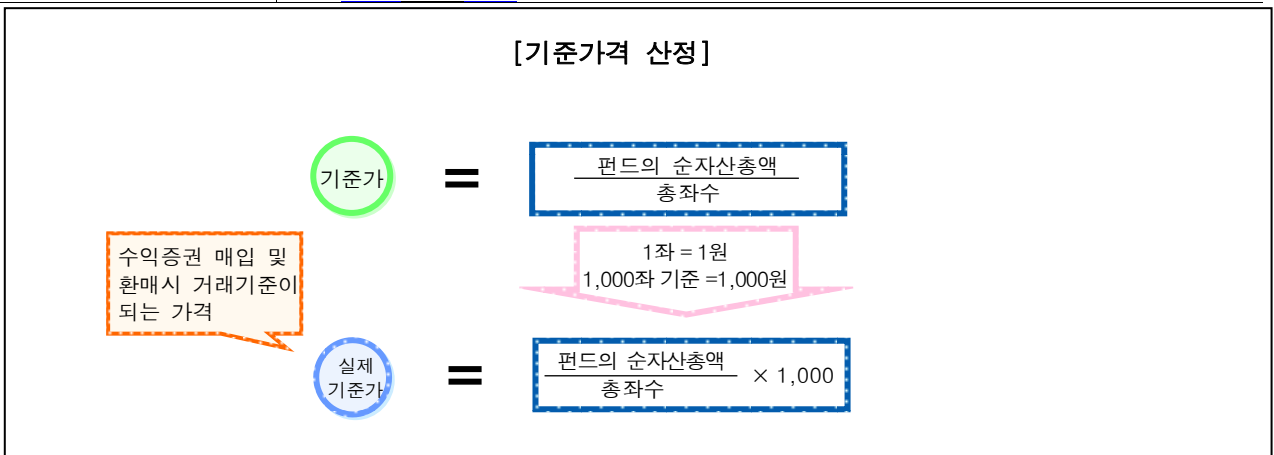 [기준가격 산정]
기준가
=
펀드의 순자산총액
총좌수
1좌 = 1원
1,000좌 기준 =1,000원
수익증권 매입 및
환매시 거래기준이
되는 가격
실제
기준가
=
펀드의 순자산총액
총좌수
× 1,000